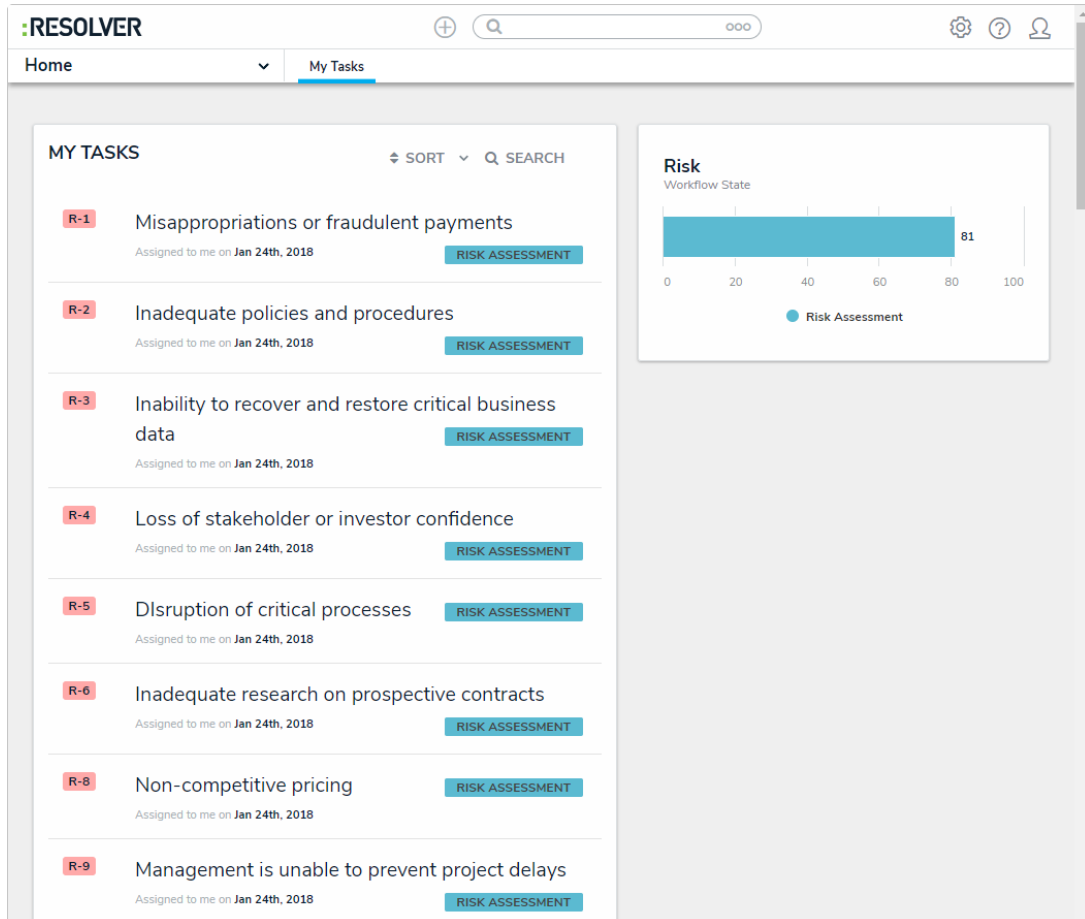 :RESOLVER
ooo
Home
My Tasks
MY TASKS
SORT
SEARCH
R-1
Misappropriations or fraudulent payments
Assigned to me on Jan 24th, 2018
RISK ASSESSMENT
R-2
Inadequate policies and procedures
Assigned to me on Jan 24th, 2018
RISK ASSESSMENT
R-3
Inability to recover and restore critical business
data
RISK ASSESSMENT
Assigned to me on Jan 24th, 2018
R-4
Loss of stakeholder or investor confidence
Assigned to me on Jan 24th, 2018
RISK ASSESSMENT
R-5
DIsruption of critical processes
RISK ASSESSMENT
Assigned to me on Jan 24th, 2018
R-6
Inadequate research on prospective contracts
Assigned to me on Jan 24th, 2018
RISK ASSESSMENT
R-8
Non-competitive pricing
RISK ASSESSMENT
Assigned to me on Jan 24th, 2018
R-9
Management is unable to prevent project delays
Assigned to me on Jan 24th, 2018
RISK ASSESSMENT
Risk
Workflow State
81
0 20 40 60 80 100
Risk Assessment